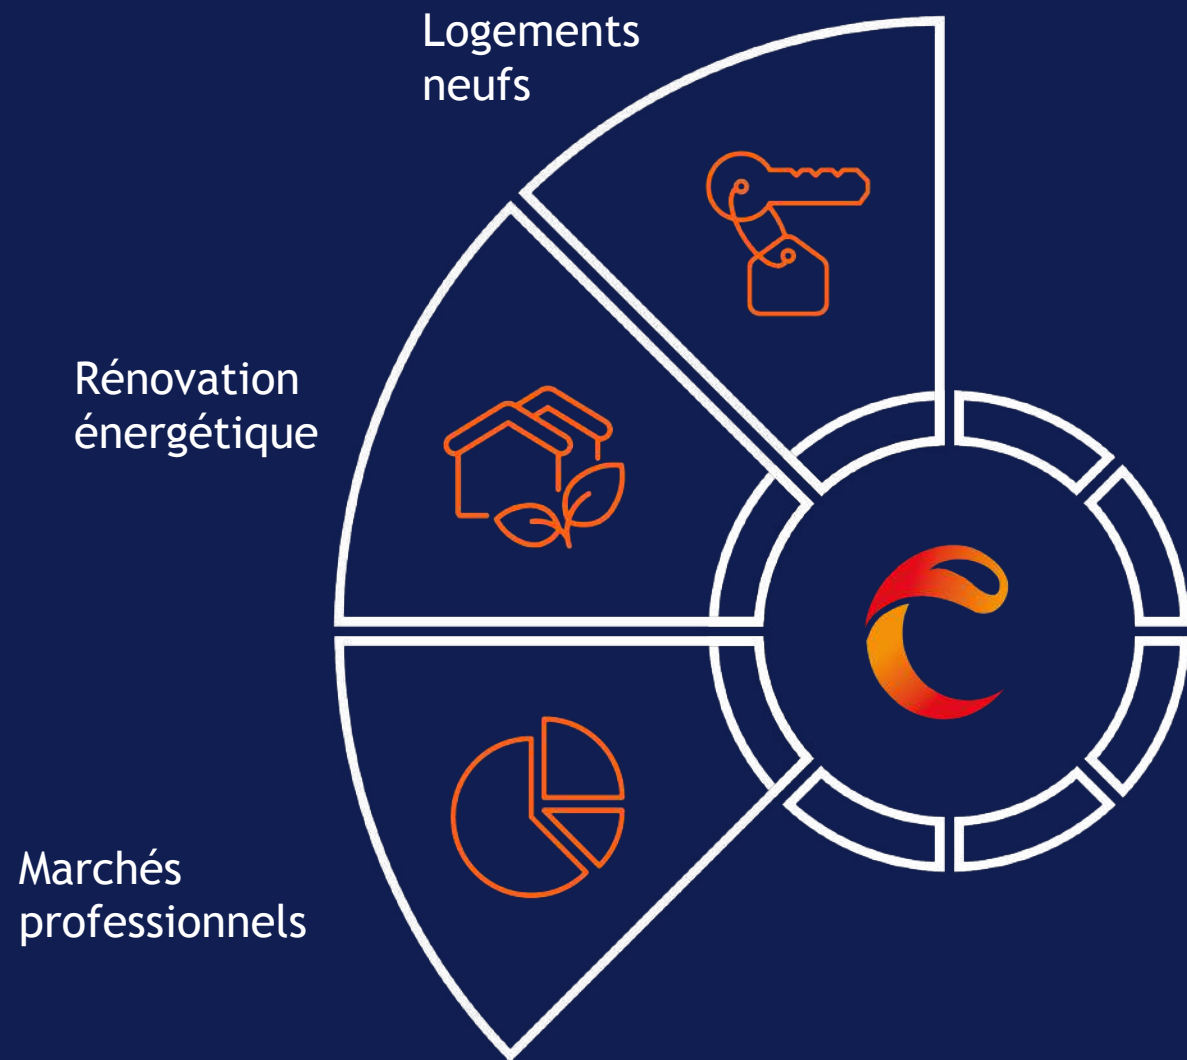 Logements
neufs
Rénovation
énergétique
Marchés
professionnels